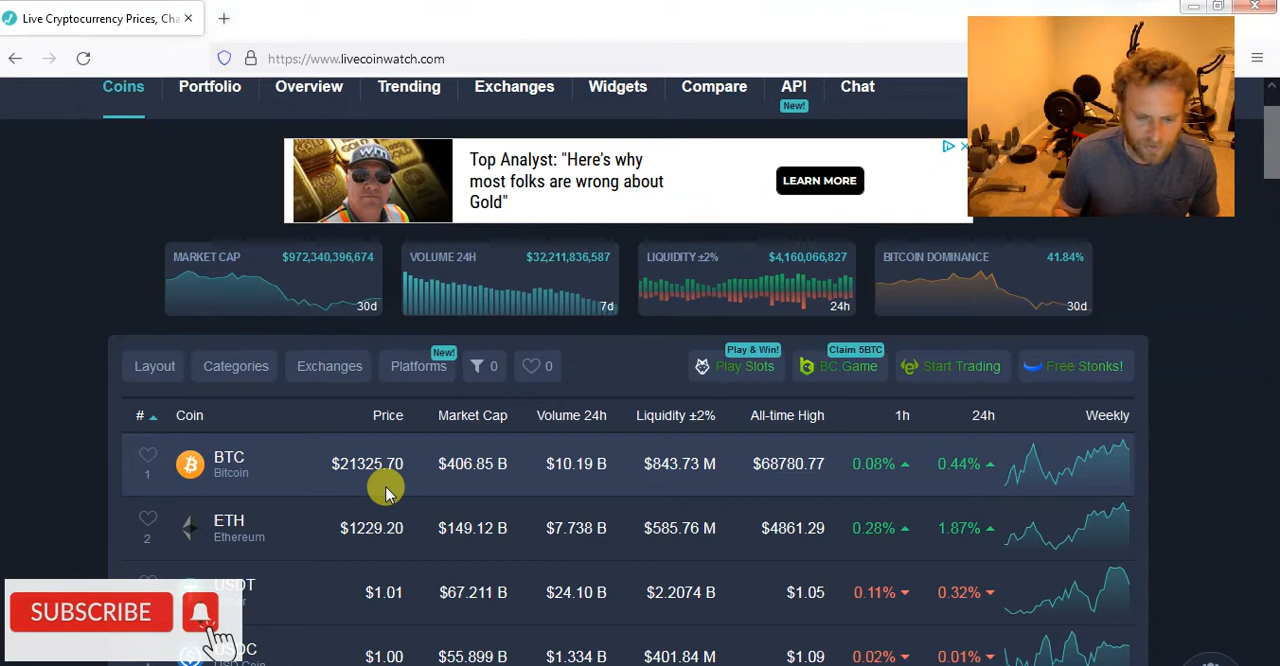 Live Cryptocurrency Prices, Cha
https://www.livecoinwatch.com
Coins Portfolio Overview Trending Exchanges Widgets Compare API Chat
New!
Top Analyst: "Here's why
most folks are wrong about
Gold"
LEARN MORE
MARKET CAP $972,340,396,674
30d
VOLUME 24H $32,211,836,587
7d
LIQUIDITY ±2% $4,160,066,827
24h
BITCOIN DOMINANCE 41.84%
30d
New! Play & Win! Claim 5BTC
Layout Categories Exchanges Platforms 0 0 Play Slots BC Game Start Trading Free Stonks!
# Coin Price Market Cap Volume 24h Liquidity ±2% All-time High 1h 24h Weekly
1 BTC Bitcoin $21325.70 $406.85 B $10.19 B $843.73 M $68780.77 0.08% 0.44%
2 ETH Ethereum $1229.20 $149.12 B $7.738 B $585.76 M $4861.29 0.28% 1.87%
USDT $1.01 $67.211 B $24.10 B $2.2074 B $1.05 0.11% 0.32%
USDC $1.00 $55.899 B $1.334 B $401.84 M $1.09 0.02% 0.01%
SUBSCRIBE